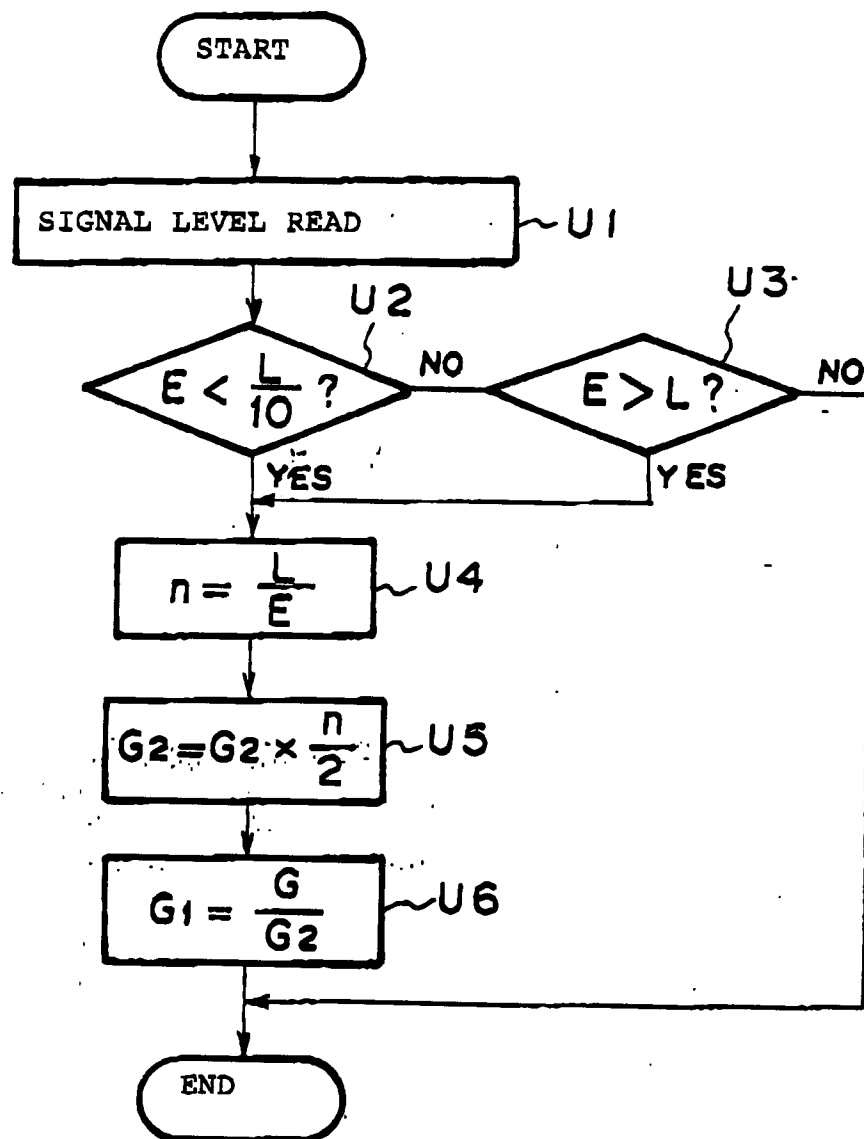 START
SIGNAL LEVEL READ
U1
U2
U3
E < L/10 ?
NO
E > L ?
NO
YES
YES
n = L/E
U4
G2 = G2 × n/2
U5
G1 = G/G2
U6
END